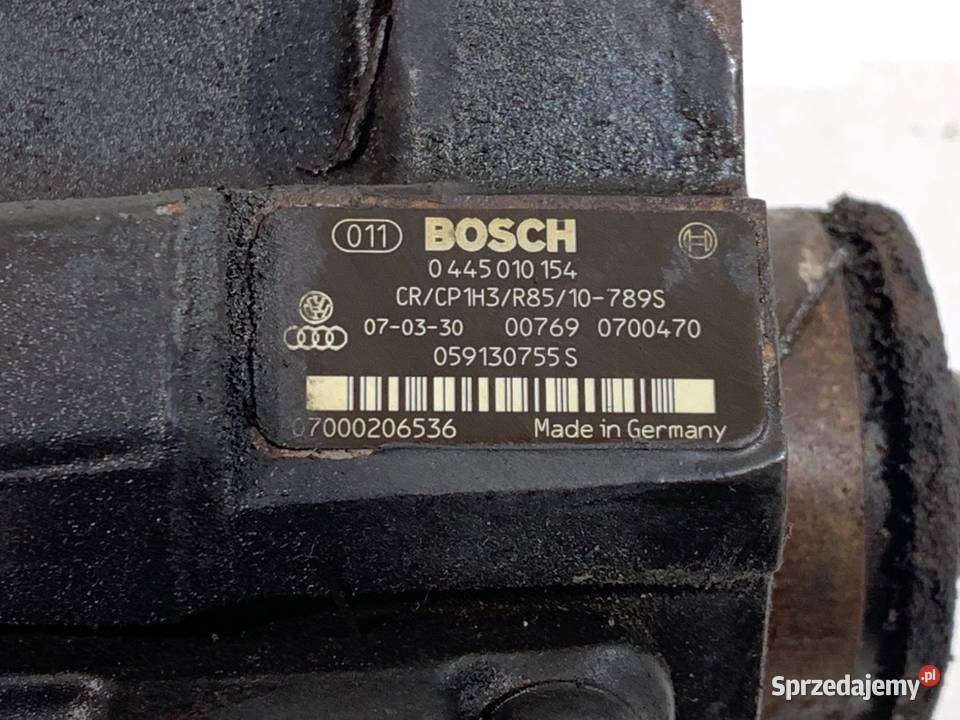 011 BOSCH
0 445 010 154
CR/CP1H3/R85/10-789S
07-03-30 00769 0700470
059130755 S
07000206536 Made in Germany
Sprzedajemy.pl